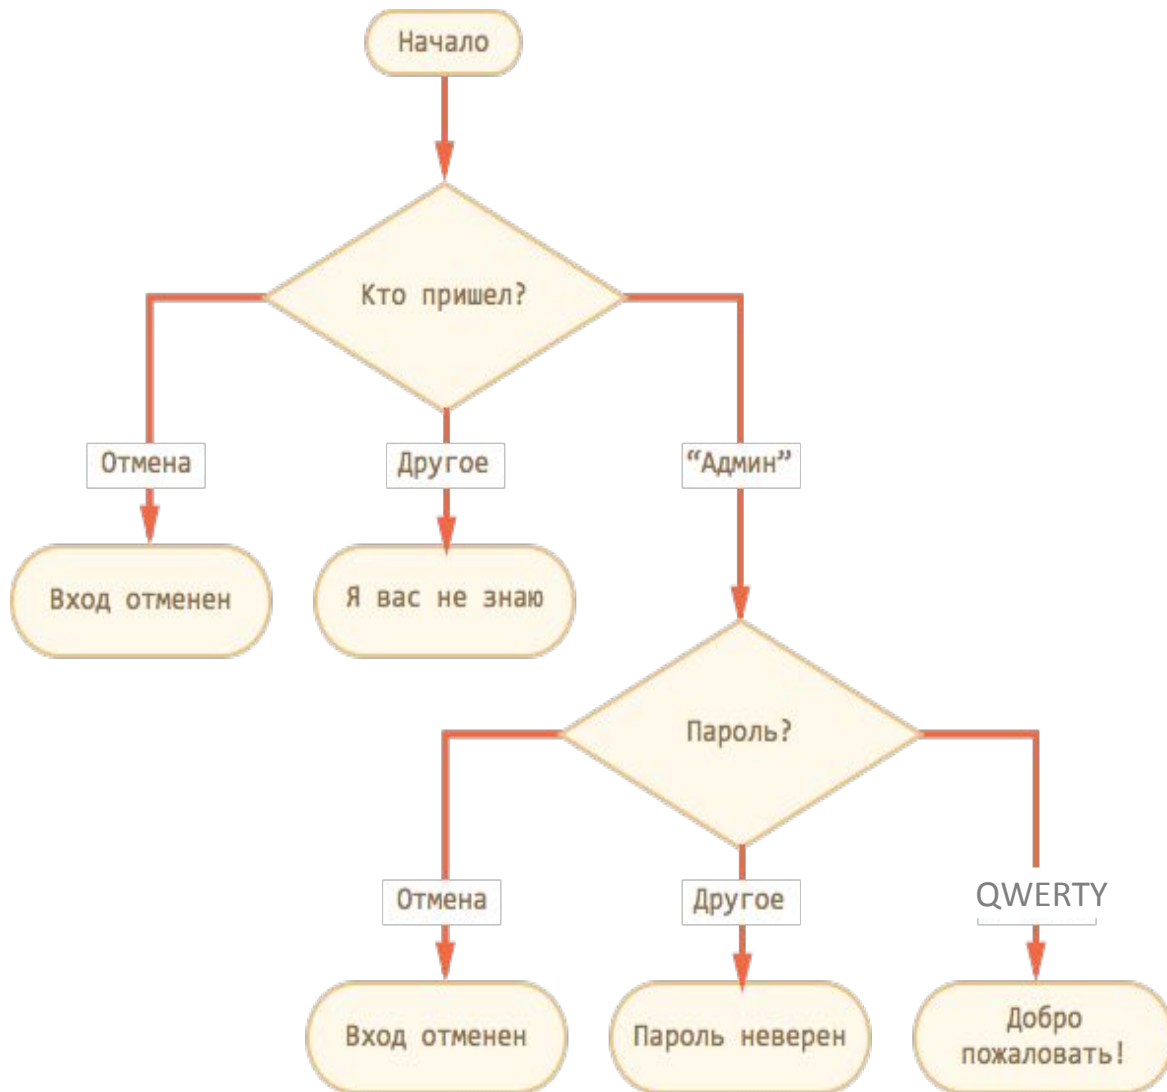 Начало
Кто пришел?
Отмена
Другое
“Админ”
Вход отменен
Я вас не знаю
Пароль?
Отмена
Другое
QWERTY
Вход отменен
Пароль неверен
Добро
пожаловать!